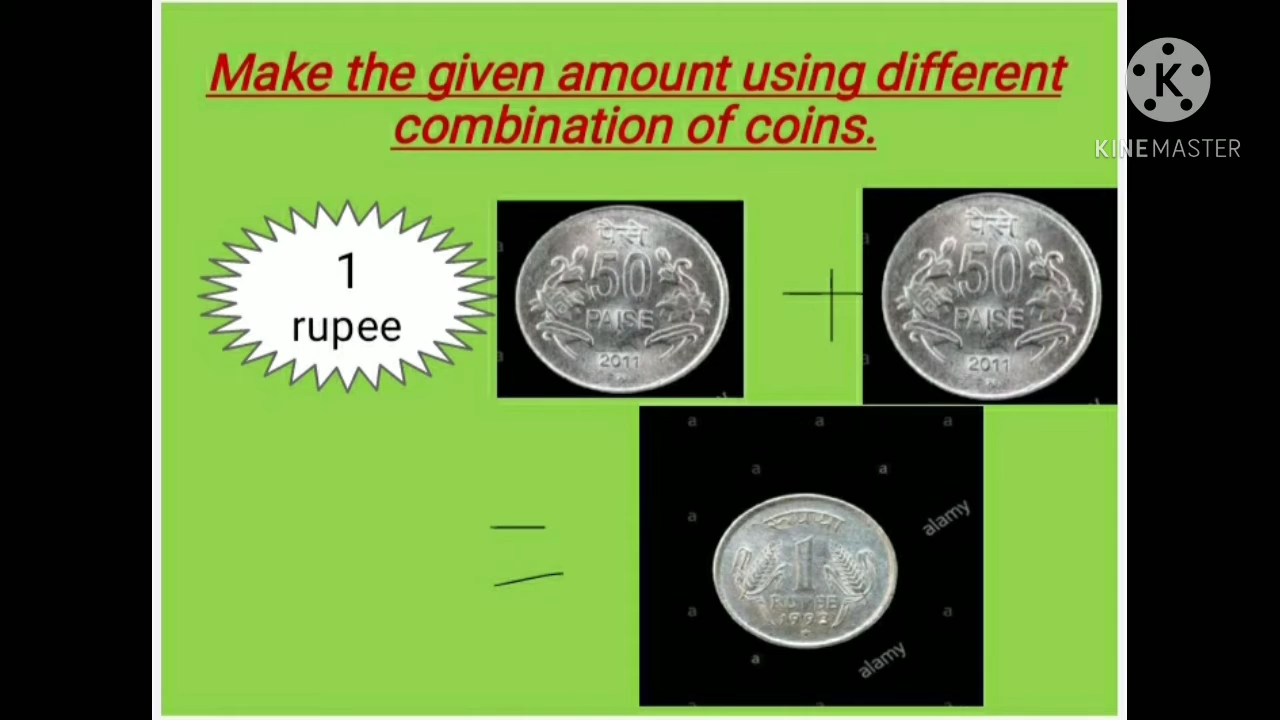 Make the given amount using different
combination of coins.
K
KINEMASTER
1
rupee
पैसे
50
PAISE
2011
+
पैसे
50
PAISE
2011
=
रूपया
1
RUPEE
1992
a a a
a a
a
alamy
a a
a
alamy